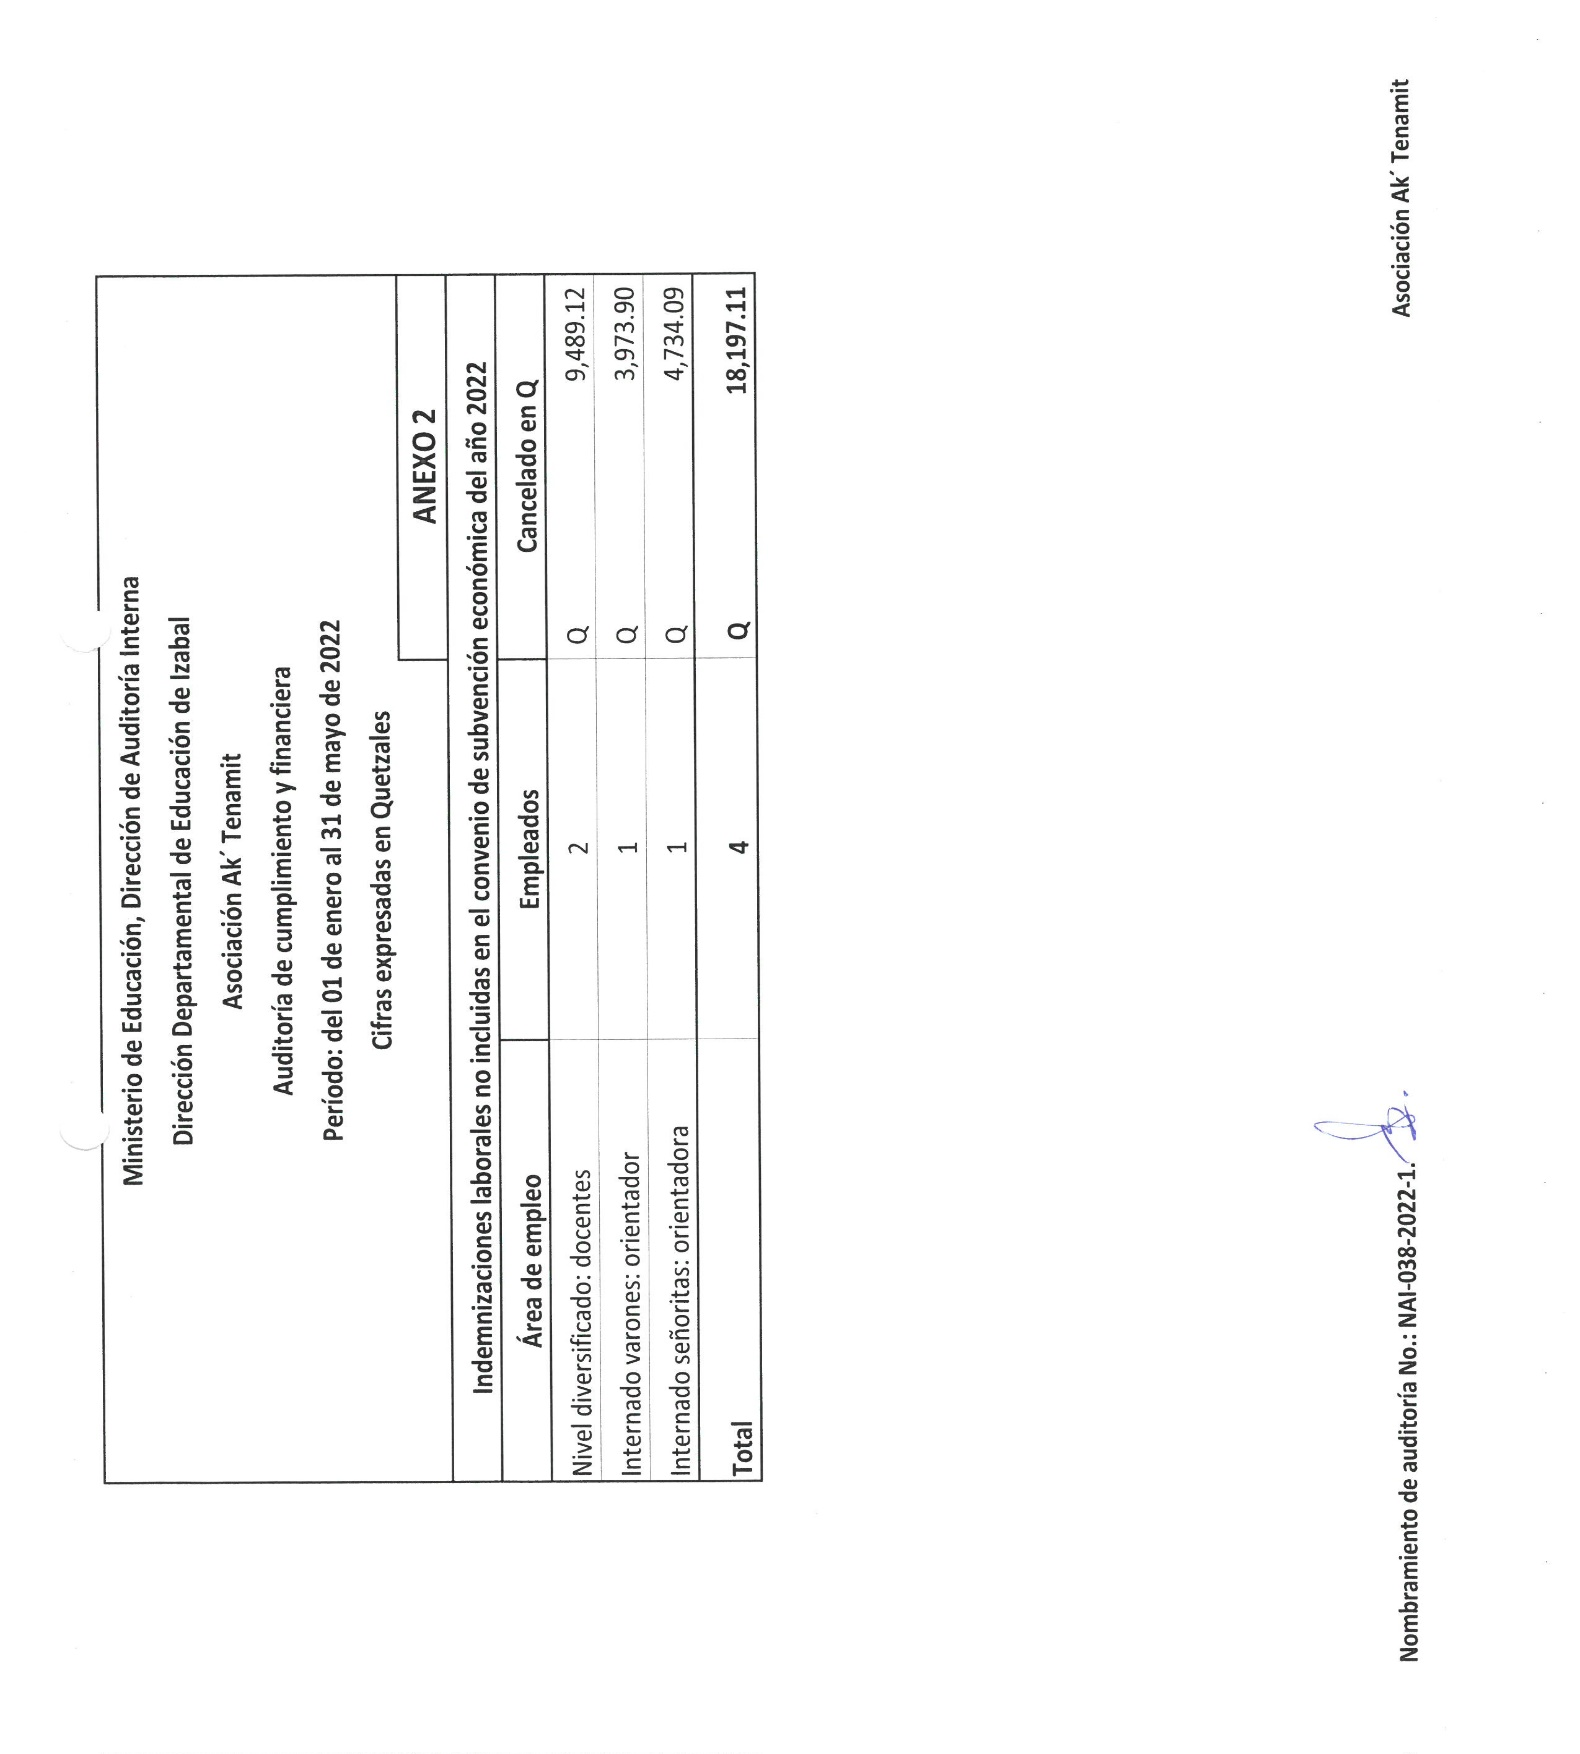 Ministerio de Educación, Dirección de Auditoría Interna
Dirección Departamental de Educación de Izabal
Asociación Ak´ Tenamit
Auditoría de cumplimiento y financiera
Período: del 01 de enero al 31 de mayo de 2022
Cifras expresadas en Quetzales
ANEXO 2
Indemnizaciones laborales no incluidas en el convenio de subvención económica del año 2022
Área de empleo Empleados Cancelado en Q
Nivel diversificado: docentes 2 Q 9,489.12
Internado varones: orientador 1 Q 3,973.90
Internado señoritas: orientadora 1 Q 4,734.09
Total 4 Q 18,197.11
Nombramiento de auditoría No.: NAI-038-2022-1. Asociación Ak´ Tenamit